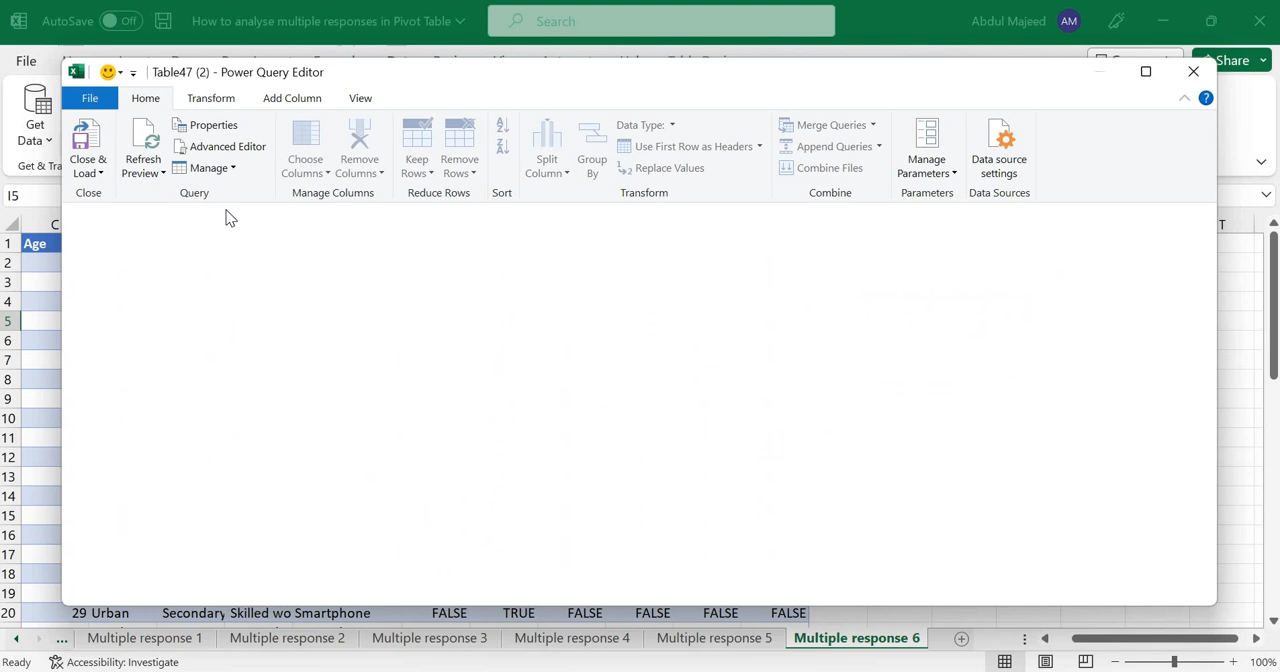 AutoSave Off How to analyse multiple responses in Pivot Table Search Abdul Majeed AM
File Share
Table47 (2) - Power Query Editor
File Home Transform Add Column View
Get Data
Get & Tra
Close & Load
Refresh Preview
Properties
Advanced Editor
Manage
Choose Columns
Remove Columns
Keep Rows
Remove Rows
Split Column
Group By
Data Type:
Use First Row as Headers
Replace Values
Merge Queries
Append Queries
Combine Files
Manage Parameters
Data source settings
Close Query Manage Columns Reduce Rows Sort Transform Combine Parameters Data Sources
I5
C T
1 Age
2
3
4
5
6
7
8
9
10
11
12
13
14
15
16
17
18
19
20 29 Urban Secondary Skilled wo Smartphone FALSE TRUE FALSE FALSE FALSE FALSE
... Multiple response 1 Multiple response 2 Multiple response 3 Multiple response 4 Multiple response 5 Multiple response 6
Ready Accessibility: Investigate 100%